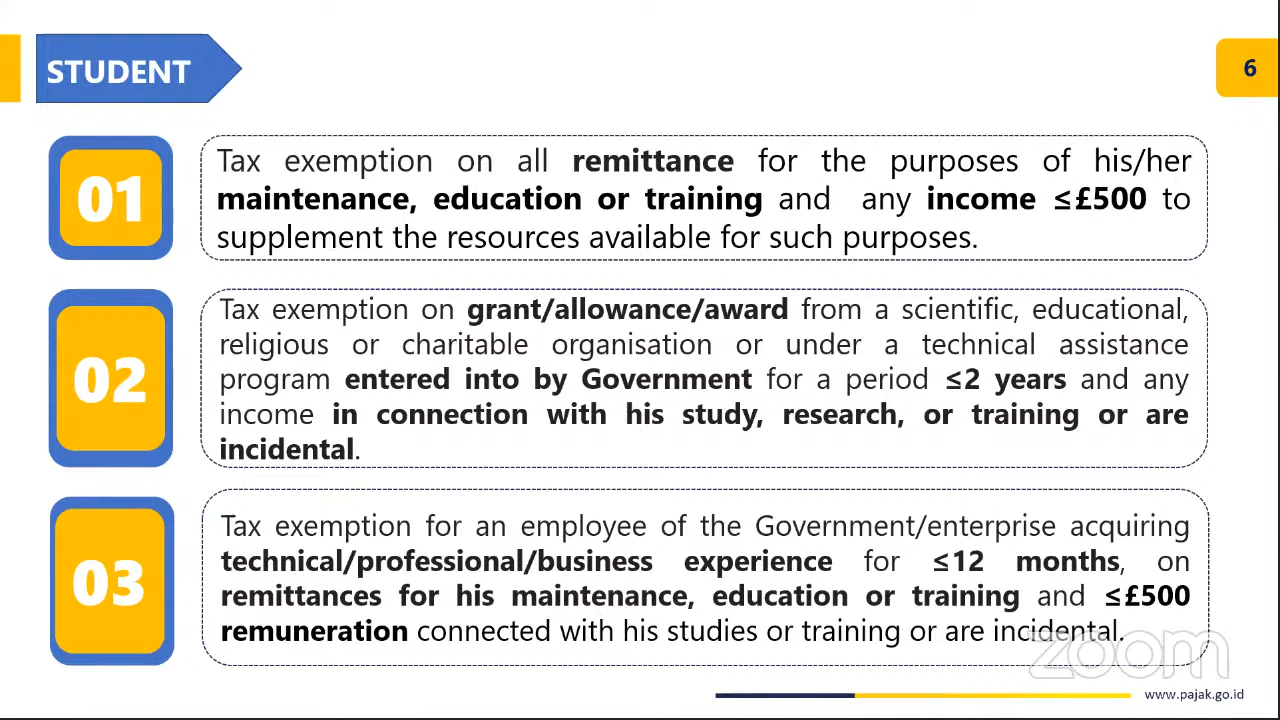 STUDENT
6
01
Tax exemption on all remittance for the purposes of his/her
maintenance, education or training and any income ≤£500 to
supplement the resources available for such purposes.
02
Tax exemption on grant/allowance/award from a scientific, educational,
religious or charitable organisation or under a technical assistance
program entered into by Government for a period ≤2 years and any
income in connection with his study, research, or training or are
incidental.
03
Tax exemption for an employee of the Government/enterprise acquiring
technical/professional/business experience for ≤12 months, on
remittances for his maintenance, education or training and ≤£500
remuneration connected with his studies or training or are incidental.
zoom
www.pajak.go.id